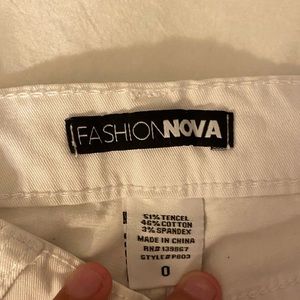 FASHIONNOVA
51% TENCEL
46% COTTON
3% SPANDEX
MADE IN CHINA
RN# 139867
STYLE# P803
0